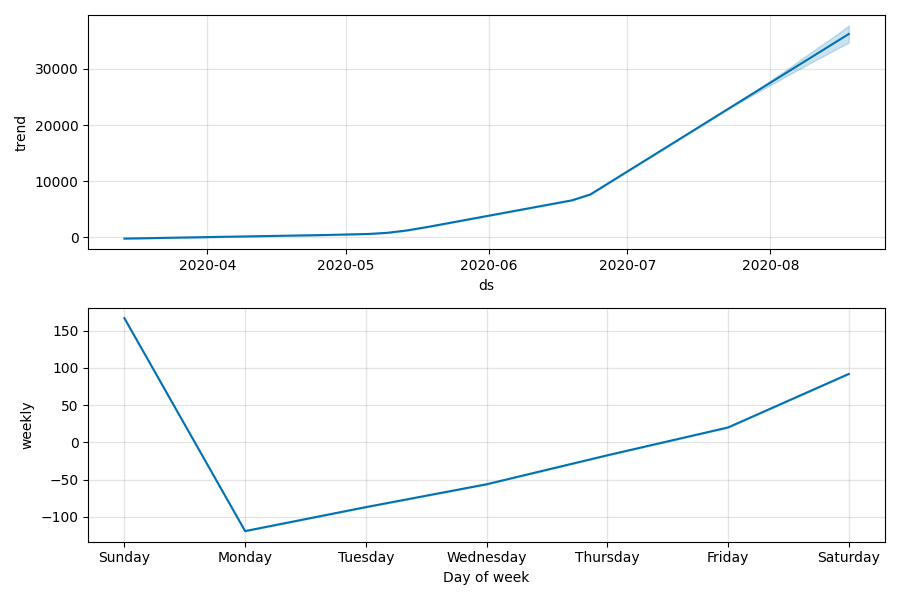 trend
30000
20000
10000
0
2020-04 2020-05 2020-06 2020-07 2020-08
ds
weekly
150
100
50
0
−50
−100
Sunday Monday Tuesday Wednesday Thursday Friday Saturday
Day of week